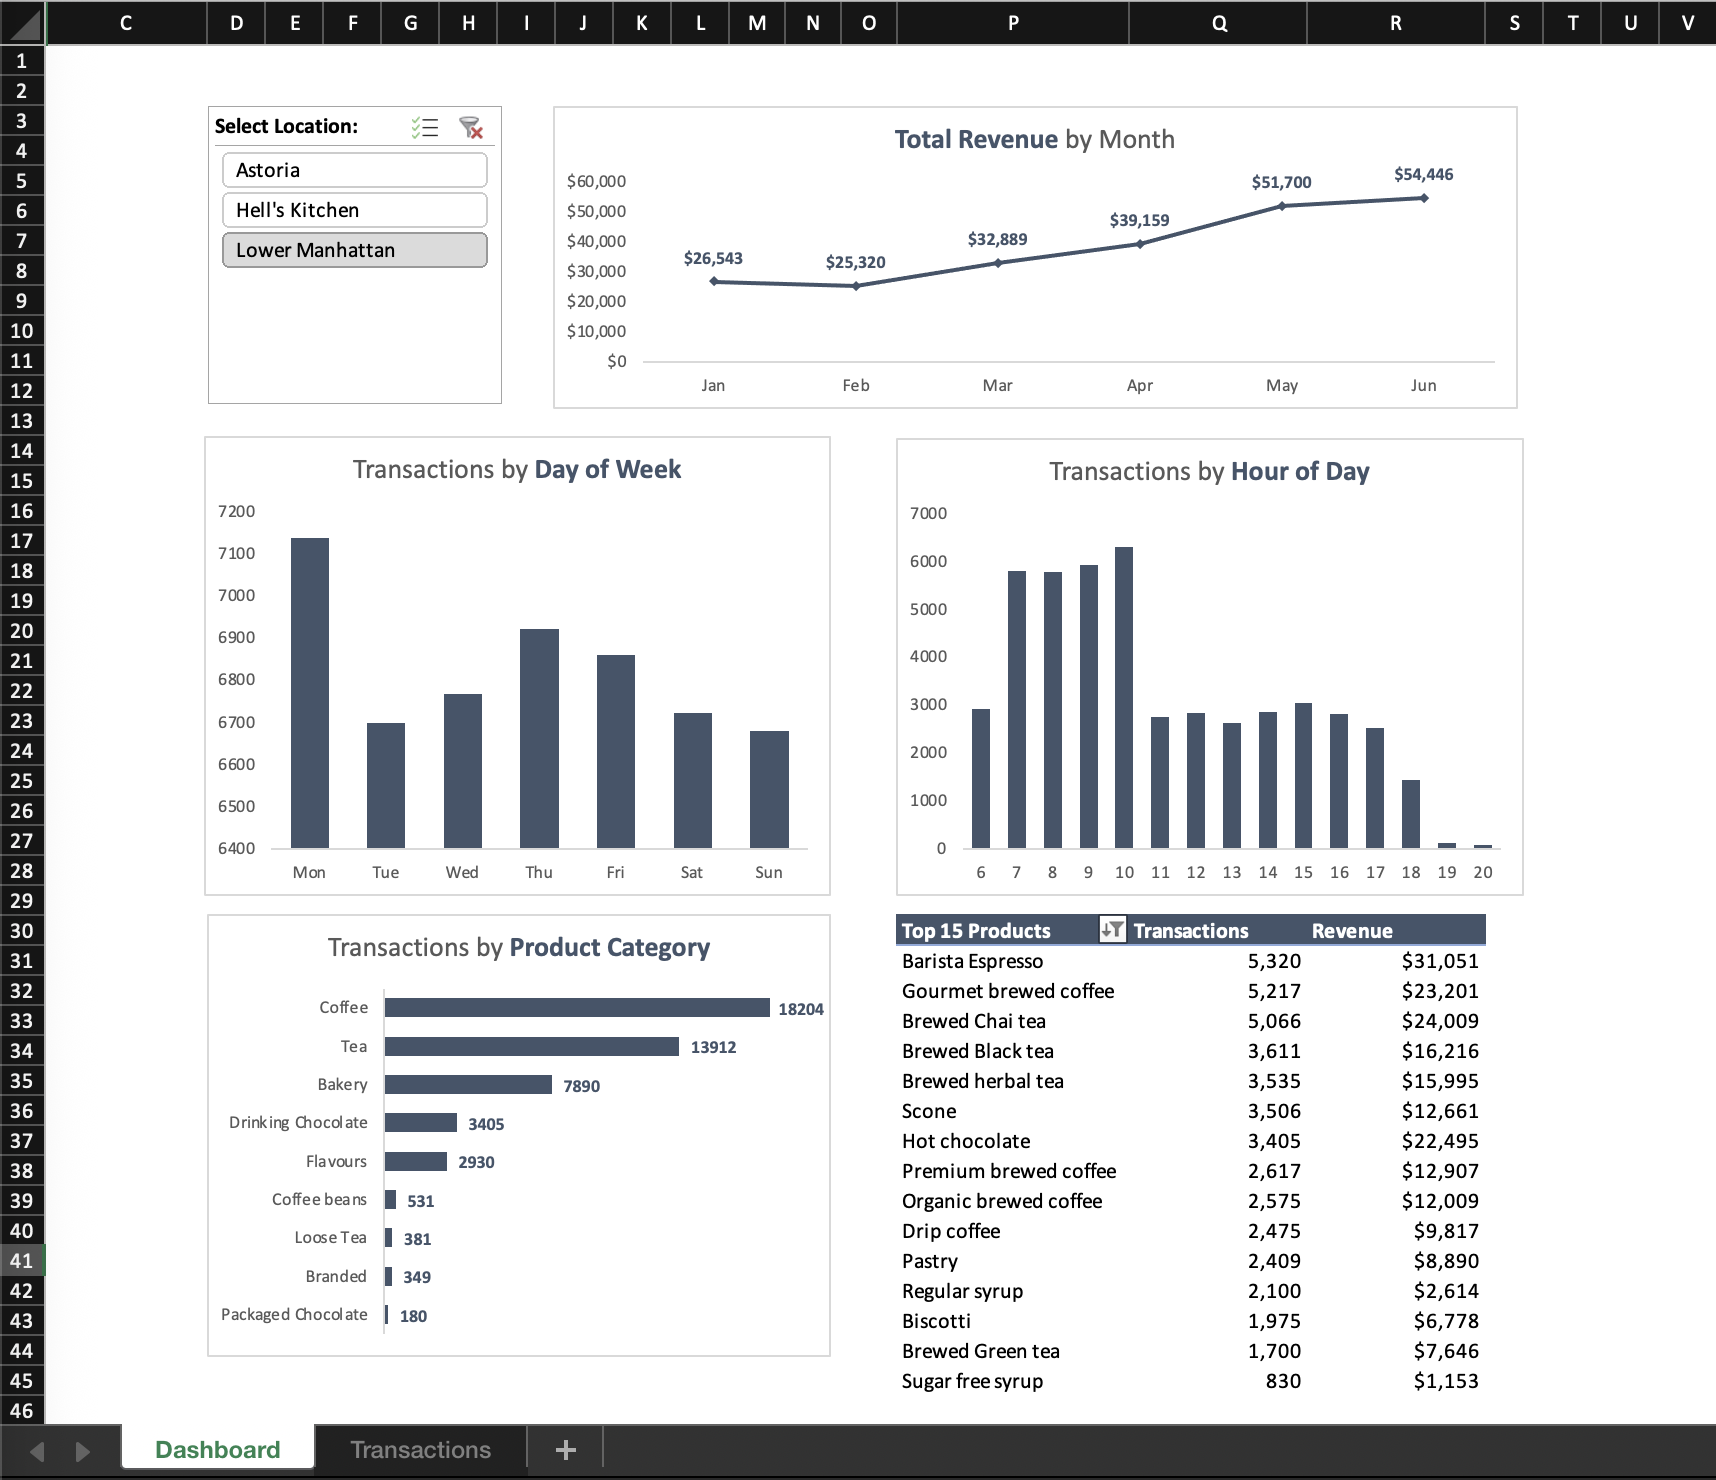 C D E F G H I J K L M N O P Q R S T U V
1
2
3
4
5
6
7
8
9
10
11
12
13
14
15
16
17
18
19
20
21
22
23
24
25
26
27
28
29
30
31
32
33
34
35
36
37
38
39
40
41
42
43
44
45
46
Select Location:
Astoria
Hell's Kitchen
Lower Manhattan
Total Revenue by Month
$60,000
$50,000
$40,000
$30,000
$20,000
$10,000
$0
$26,543
$25,320
$32,889
$39,159
$51,700
$54,446
Jan Feb Mar Apr May Jun
Transactions by Day of Week
7200
7100
7000
6900
6800
6700
6600
6500
6400
Mon Tue Wed Thu Fri Sat Sun
Transactions by Hour of Day
7000
6000
5000
4000
3000
2000
1000
0
6 7 8 9 10 11 12 13 14 15 16 17 18 19 20
Transactions by Product Category
Coffee 18204
Tea 13912
Bakery 7890
Drinking Chocolate 3405
Flavours 2930
Coffee beans 531
Loose Tea 381
Branded 349
Packaged Chocolate 180
Top 15 Products Transactions Revenue
Barista Espresso 5,320 $31,051
Gourmet brewed coffee 5,217 $23,201
Brewed Chai tea 5,066 $24,009
Brewed Black tea 3,611 $16,216
Brewed herbal tea 3,535 $15,995
Scone 3,506 $12,661
Hot chocolate 3,405 $22,495
Premium brewed coffee 2,617 $12,907
Organic brewed coffee 2,575 $12,009
Drip coffee 2,475 $9,817
Pastry 2,409 $8,890
Regular syrup 2,100 $2,614
Biscotti 1,975 $6,778
Brewed Green tea 1,700 $7,646
Sugar free syrup 830 $1,153
Dashboard Transactions +